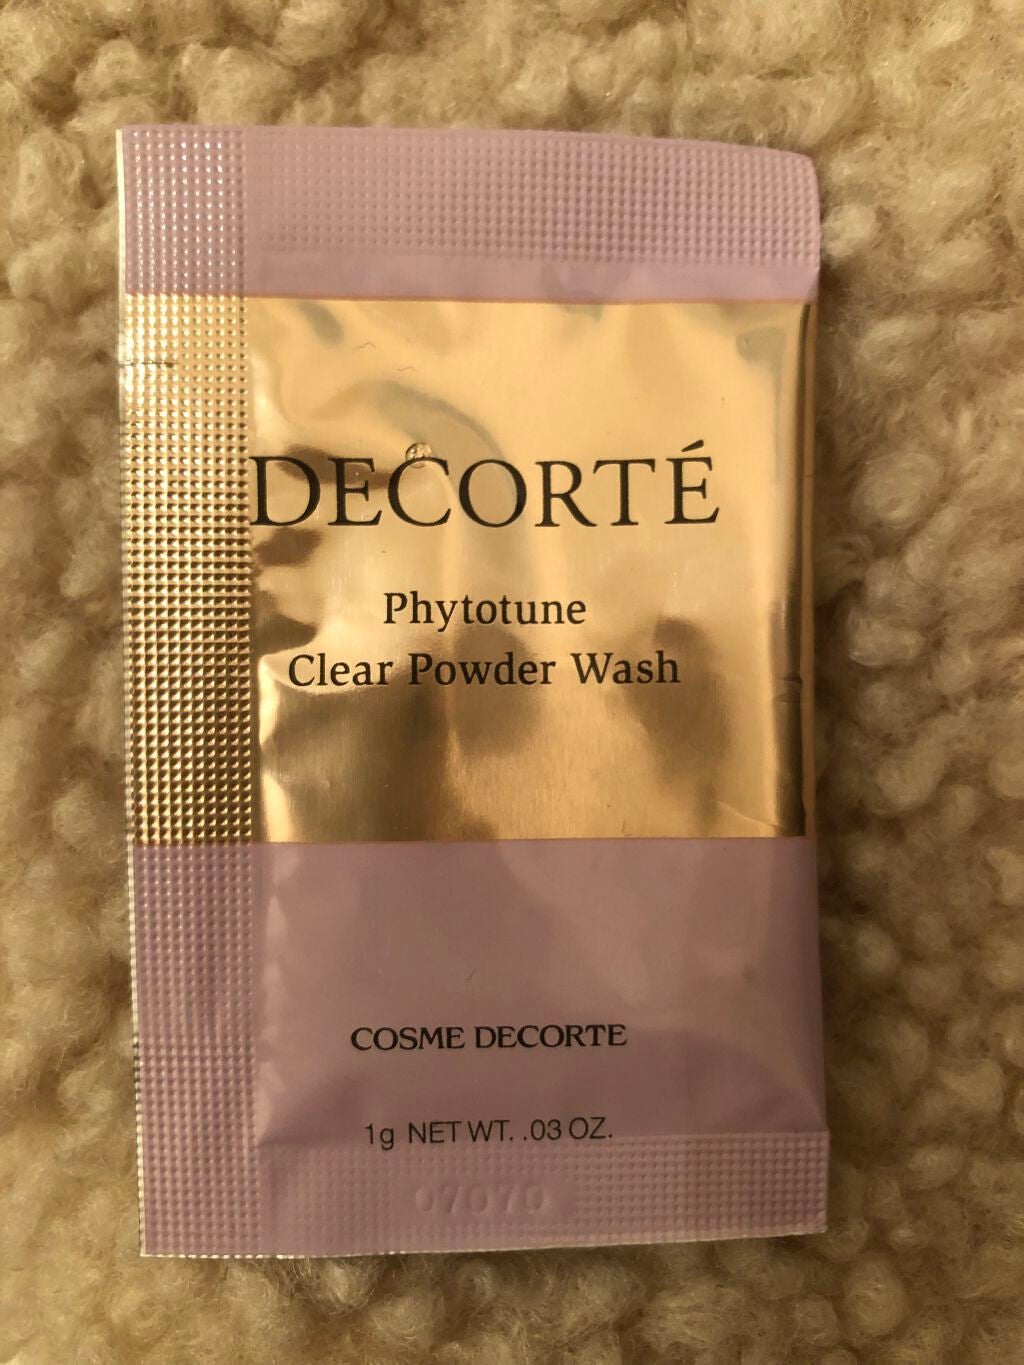 DECORTÉ
Phytotune
Clear Powder Wash
COSME DECORTE
1g NET WT. .03 OZ.